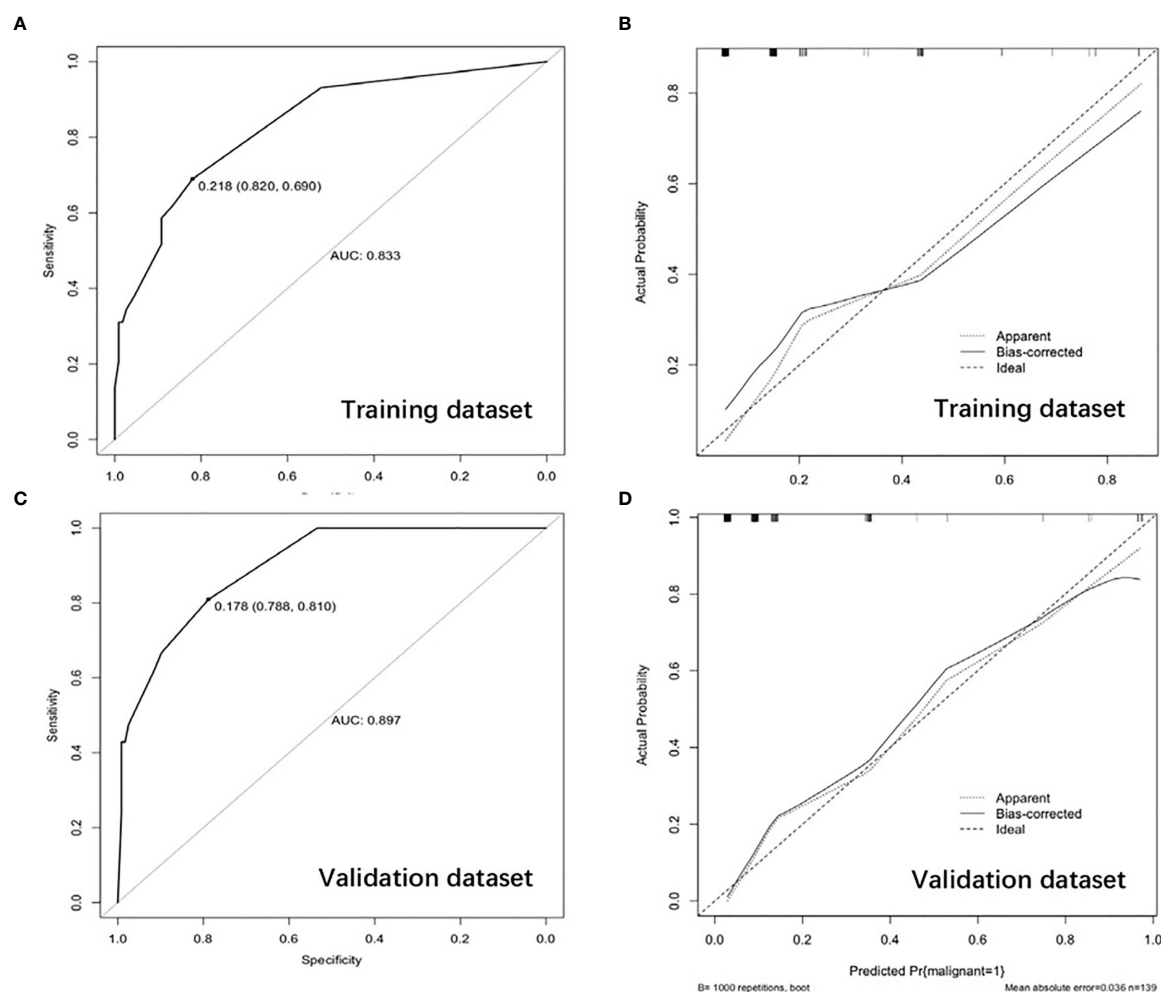 A
1.0
0.8
0.6
0.4
0.2
0.0
Sensitivity
0.218 (0.820, 0.690)
AUC: 0.833
Training dataset
1.0 0.8 0.6 0.4 0.2 0.0
B
0.8
0.6
0.4
0.2
Actual Probability
Apparent
Bias-corrected
Ideal
Training dataset
0.2 0.4 0.6 0.8
C
1.0
0.8
0.6
0.4
0.2
0.0
Sensitivity
0.178 (0.788, 0.810)
AUC: 0.897
Validation dataset
1.0 0.8 0.6 0.4 0.2 0.0
Specificity
D
1.0
0.8
0.6
0.4
0.2
0.0
Actual Probability
Apparent
Bias-corrected
Ideal
Validation dataset
0.0 0.2 0.4 0.6 0.8 1.0
Predicted Pr{malignant=1}
B= 1000 repetitions, boot
Mean absolute error=0.036 n=139